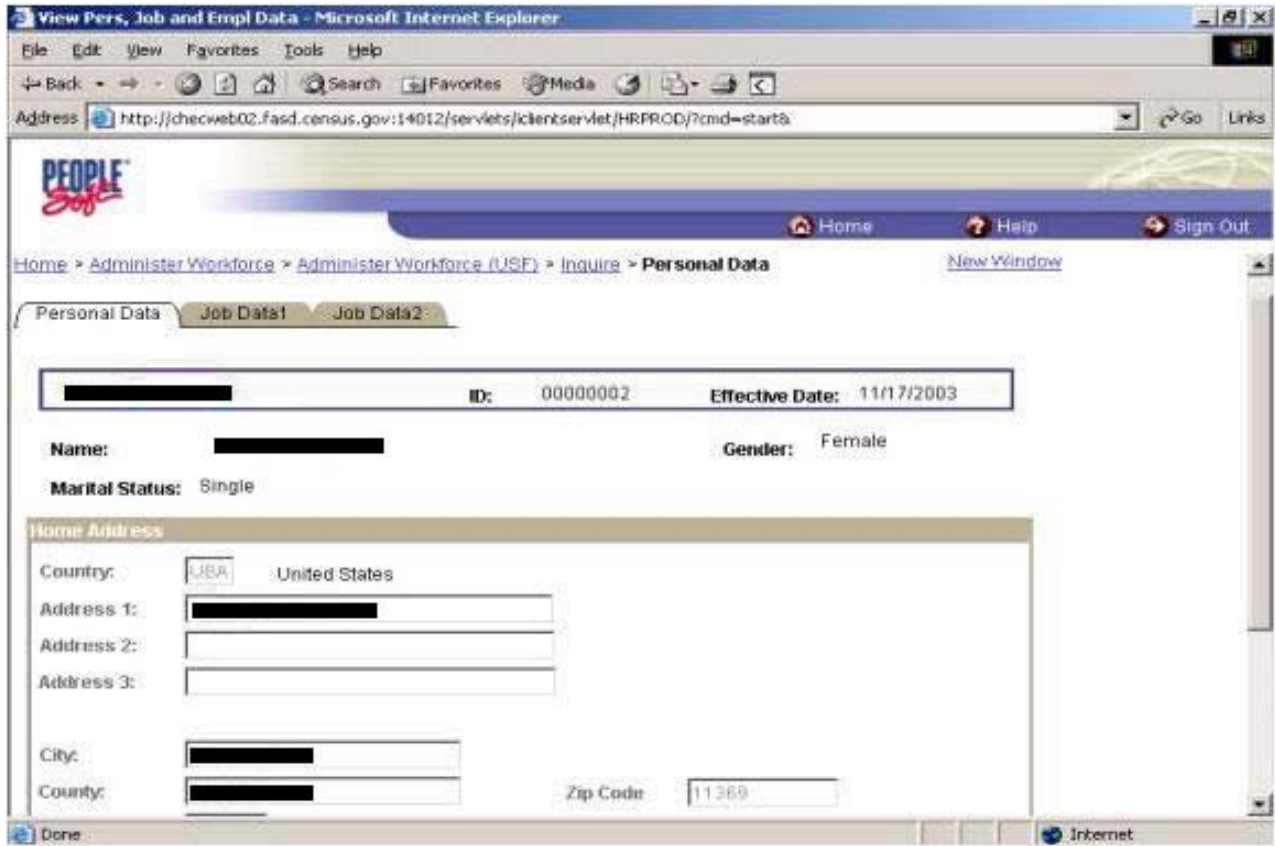 View Pers, Job and Empl Data - Microsoft Internet Explorer
File Edit View Favorites Tools Help
Back Search Favorites Media
Address http://checweb02.fasd.census.gov:14012/servlets/iclientservlet/HRPROD/?cmd=start& Go Links
PEOPLE Soft
Home Help Sign Out
Home > Administer Workforce > Administer Workforce (USF) > Inquire > Personal Data New Window
Personal Data Job Data1 Job Data2
ID: 00000002 Effective Date: 11/17/2003
Name: Gender: Female
Marital Status: Single
Home Address
Country: USA United States
Address 1:
Address 2:
Address 3:
City:
County: Zip Code 11369
Done Internet